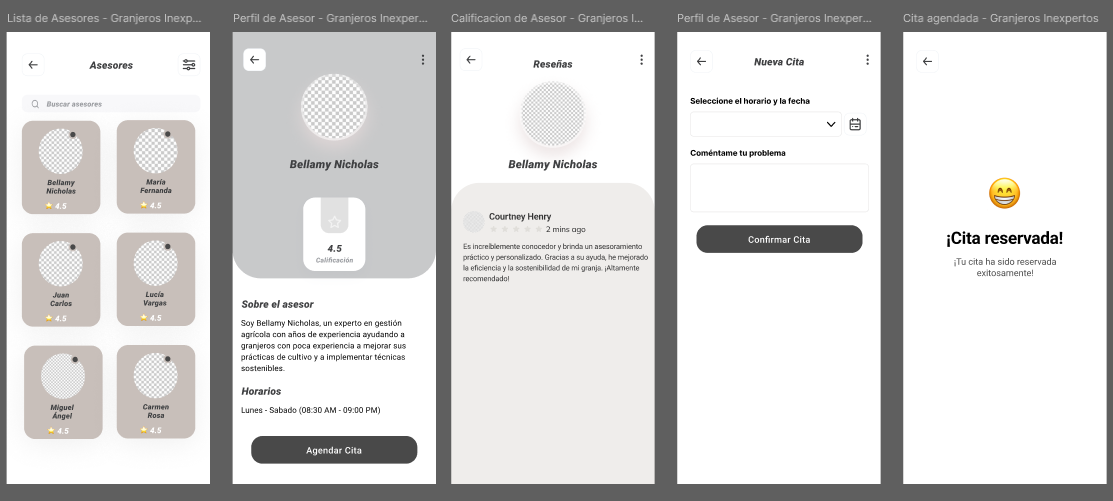 Lista de Asesores - Granjeros Inexp...
Asesores
Buscar asesores
Bellamy
Nicholas
4.5
María
Fernanda
4.5
Juan
Carlos
4.5
Lucía
Vargas
4.5
Miguel
Ángel
4.5
Carmen
Rosa
4.5
Perfil de Asesor - Granjeros Inexper...
Bellamy Nicholas
4.5
Calificación
Sobre el asesor
Soy Bellamy Nicholas, un experto en gestión
agrícola con años de experiencia ayudando a
granjeros con poca experiencia a mejorar sus
prácticas de cultivo y a implementar técnicas
sostenibles.
Horarios
Lunes - Sabado (08:30 AM - 09:00 PM)
Agendar Cita
Calificacion de Asesor - Granjeros I...
Reseñas
Bellamy Nicholas
Courtney Henry
2 mins ago
Es increíblemente conocedor y brinda un asesoramiento
práctico y personalizado. Gracias a su ayuda, he mejorado
la eficiencia y la sostenibilidad de mi granja. ¡Altamente
recomendado!
Perfil de Asesor - Granjeros Inexper...
Nueva Cita
Seleccione el horario y la fecha
Coméntame tu problema
Confirmar Cita
Cita agendada - Granjeros Inexpertos
¡Cita reservada!
¡Tu cita ha sido reservada
exitosamente!